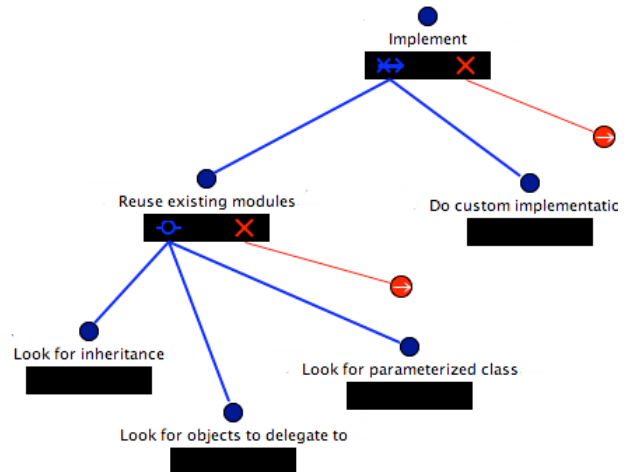 Implement
Reuse existing modules
Do custom implementatio
Look for inheritance
Look for parameterized class
Look for objects to delegate to